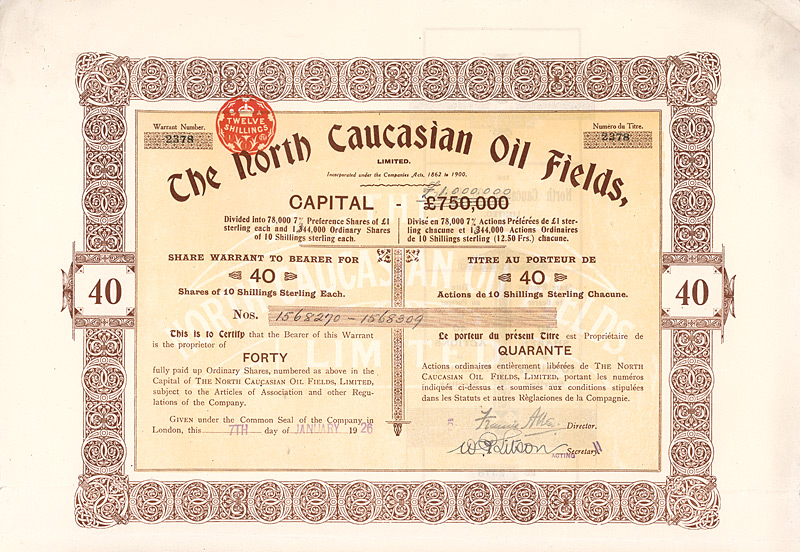 Warrant Number.
2378
TWELVE
SHILLINGS
Numéro du Titre.
2378
The North Caucasian Oil Fields,
LIMITED.
Incorporated under the Companies Acts, 1862 to 1900.
£1,000,000
CAPITAL - £750,000
Divided into 78,000 7% Preference Shares of £1
sterling each and 1,344,000 Ordinary Shares
of 10 Shillings sterling each.
Divisé en 78,000 7% Actions Préférées de £1 ster-
ling chacune et 1,344,000 Actions Ordinaires
de 10 Shillings sterling (12.50 Frs.) chacune.
SHARE WARRANT TO BEARER FOR
40
Shares of 10 Shillings Sterling Each.
TITRE AU PORTEUR DE
40
Actions de 10 Shillings Sterling Chacune.
40
40
Nos. 1568270 - 1568309
This is to Certify that the Bearer of this Warrant
is the proprietor of
FORTY
fully paid up Ordinary Shares, numbered as above in the
Capital of THE NORTH CAUCASIAN OIL FIELDS, LIMITED,
subject to the Articles of Association and other Regu-
lations of the Company.
GIVEN under the Common Seal of the Company in
London, this 7TH day of JANUARY 1926
Le porteur du présent Titre est Propriétaire de
QUARANTE
Actions ordinaires entièrement libérées de THE NORTH
CAUCASIAN OIL FIELDS, LIMITED, portant les numéros
indiqués ci-dessus et soumises aux conditions stipulées
dans les Statuts et autres Règlaciones de la Compagnie.
Director.
Secretary
ACTING